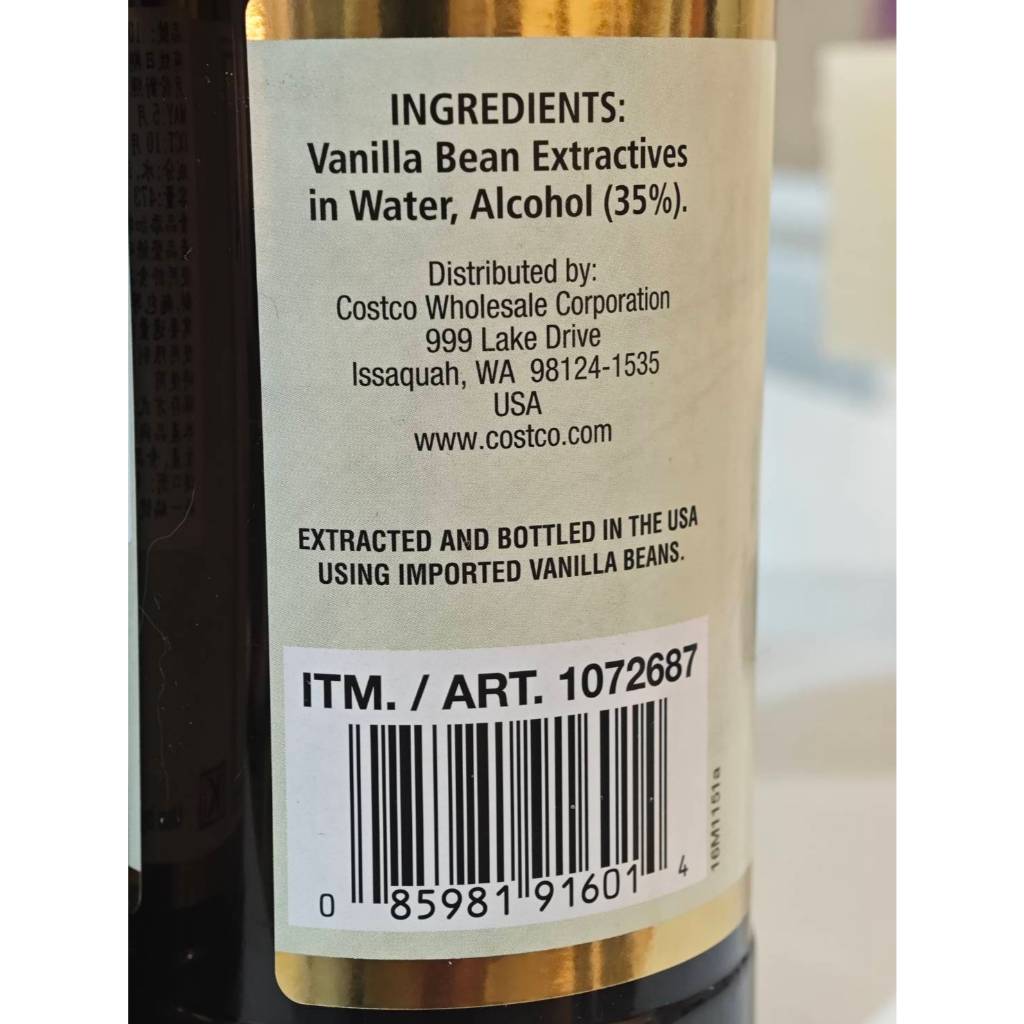 INGREDIENTS:
Vanilla Bean Extractives
in Water, Alcohol (35%).
Distributed by:
Costco Wholesale Corporation
999 Lake Drive
Issaquah, WA 98124-1535
USA
www.costco.com
EXTRACTED AND BOTTLED IN THE USA
USING IMPORTED VANILLA BEANS.
ITM. / ART. 1072687
0 85981 91601 4
16M1151a